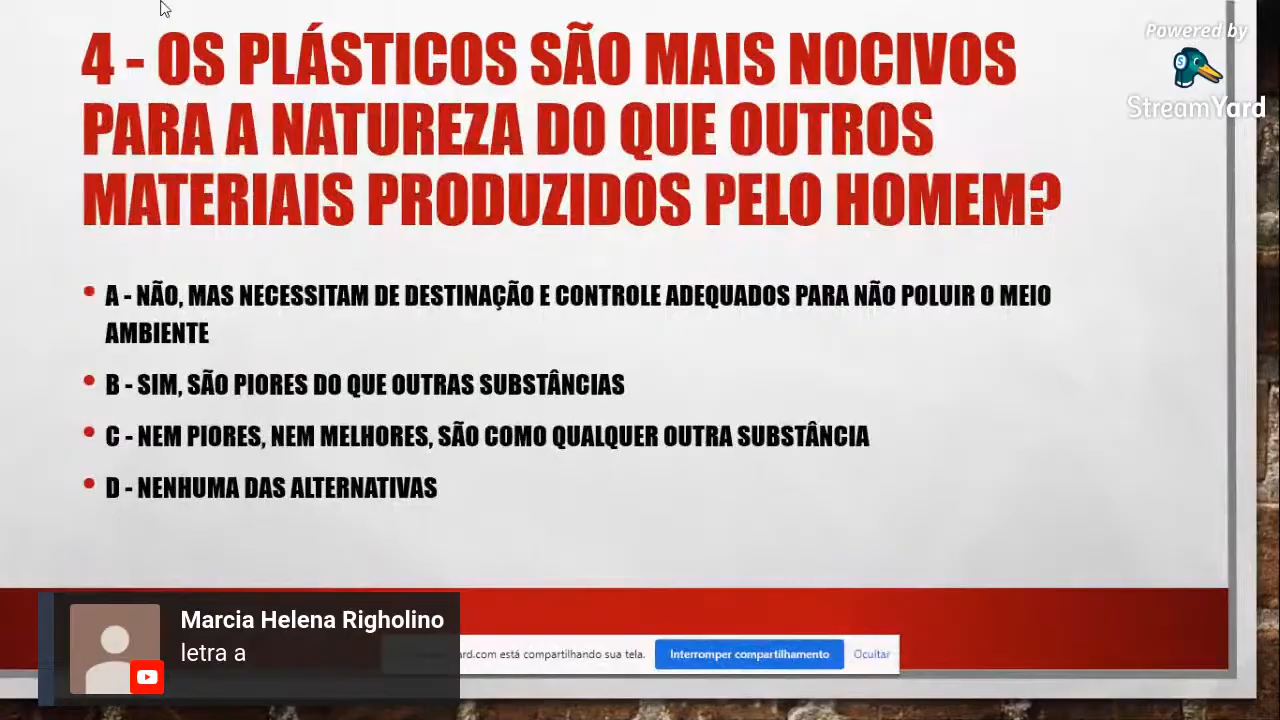 4 - OS PLÁSTICOS SÃO MAIS NOCIVOS
PARA A NATUREZA DO QUE OUTROS
MATERIAIS PRODUZIDOS PELO HOMEM?
Powered by
StreamYard
• A - NÃO, MAS NECESSITAM DE DESTINAÇÃO E CONTROLE ADEQUADOS PARA NÃO POLUIR O MEIO
AMBIENTE
• B - SIM, SÃO PIORES DO QUE OUTRAS SUBSTÂNCIAS
• C - NEM PIORES, NEM MELHORES, SÃO COMO QUALQUER OUTRA SUBSTÂNCIA
• D - NENHUMA DAS ALTERNATIVAS
Marcia Helena Righolino
letra a
ard.com está compartilhando sua tela.
Interromper compartilhamento
Ocultar